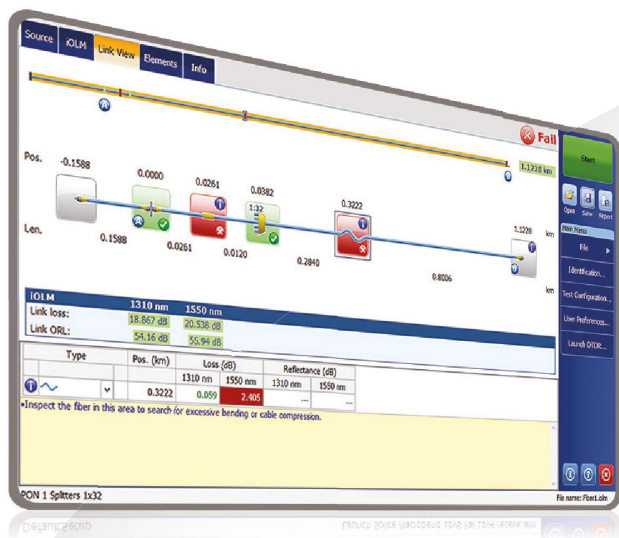 Source iOLM Link View Elements Info
Fail
1.1228 km
Start
Open Save Report
Main Menu
File
Identification...
Test Configuration...
User Preferences...
Launch OTDR...
A
B
Pos. -0.1588 0.0000 0.0261 0.0382 0.3222 1.1228 km
1:32
A
B
Len. 0.1588 0.0261 0.0120 0.2840 0.8006 km
iOLM 1310 nm 1550 nm
Link loss: 18.867 dB 20.538 dB
Link ORL: 54.16 dB 55.94 dB
Type Pos. (km) Loss (dB) Reflectance (dB)
1310 nm 1550 nm 1310 nm 1550 nm
0.3222 0.059 2.405 --- ---
•Inspect the fiber in this area to search for excessive bending or cable compression.
PON 1 Splitters 1x32
File name: Fiber1.olm